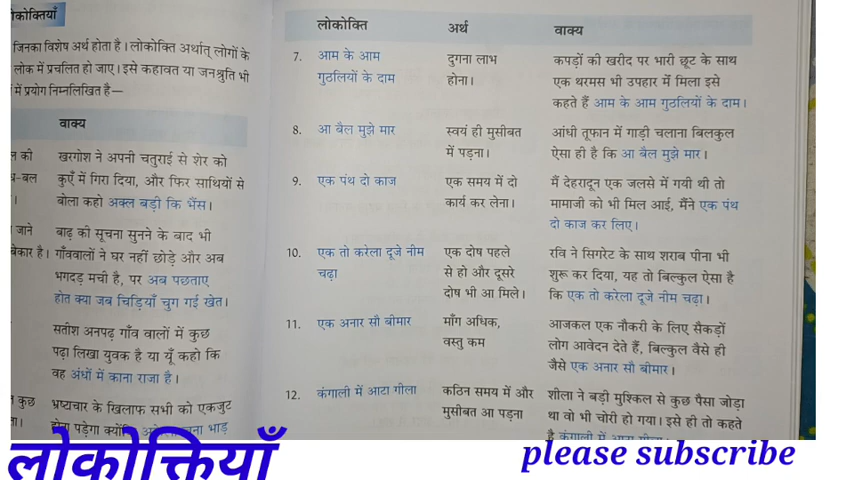 लोकोक्तियाँ
जिनका विशेष अर्थ होता है। लोकोक्ति अर्थात् लोगों के
लोक में प्रचलित हो जाए। इसे कहावत या जनश्रुति भी
में प्रयोग निम्नलिखित है—
वाक्य
की खरगोश ने अपनी चतुराई से शेर को
बल कुएँ में गिरा दिया, और फिर साथियों से
बोला कहो अक्ल बड़ी कि भैंस।
जाने बाढ़ की सूचना सुनने के बाद भी
बेकार है। गाँववालों ने घर नहीं छोड़े और अब
भगदड़ मची है, पर अब पछताए
होत क्या जब चिड़ियाँ चुग गई खेत।
सतीश अनपढ़ गाँव वालों में कुछ
पढ़ा लिखा युवक है या यूँ कहो कि
वह अंधों में काना राजा है।
कुछ भ्रष्टाचार के खिलाफ सभी को एकजुट
होना पड़ेगा क्योंकि अकेला चना भाड़
लोकोक्ति अर्थ वाक्य
7. आम के आम दुगना लाभ कपड़ों की खरीद पर भारी छूट के साथ
गुठलियों के दाम होना। एक थरमस भी उपहार में मिला इसे
कहते हैं आम के आम गुठलियों के दाम।
8. आ बैल मुझे मार स्वयं ही मुसीबत आंधी तूफान में गाड़ी चलाना बिलकुल
में पड़ना। ऐसा ही है कि आ बैल मुझे मार।
9. एक पंथ दो काज एक समय में दो मैं देहरादून एक जलसे में गयी थी तो
कार्य कर लेना। मामाजी को भी मिल आई, मैंने एक पंथ
दो काज कर लिए।
10. एक तो करेला दूजे नीम एक दोष पहले रवि ने सिगरेट के साथ शराब पीना भी
चढ़ा से हो और दूसरे शुरू कर दिया, यह तो बिल्कुल ऐसा है
दोष भी आ मिले। कि एक तो करेला दूजे नीम चढ़ा।
11. एक अनार सौ बीमार माँग अधिक, आजकल एक नौकरी के लिए सैकड़ों
वस्तु कम लोग आवेदन देते हैं, बिल्कुल वैसे ही
जैसे एक अनार सौ बीमार।
12. कंगाली में आटा गीला कठिन समय में और शीला ने बड़ी मुश्किल से कुछ पैसा जोड़ा
मुसीबत आ पड़ना था वो भी चोरी हो गया। इसे ही तो कहते
है कंगाली में आटा गीला
लोकोक्तियाँ
please subscribe